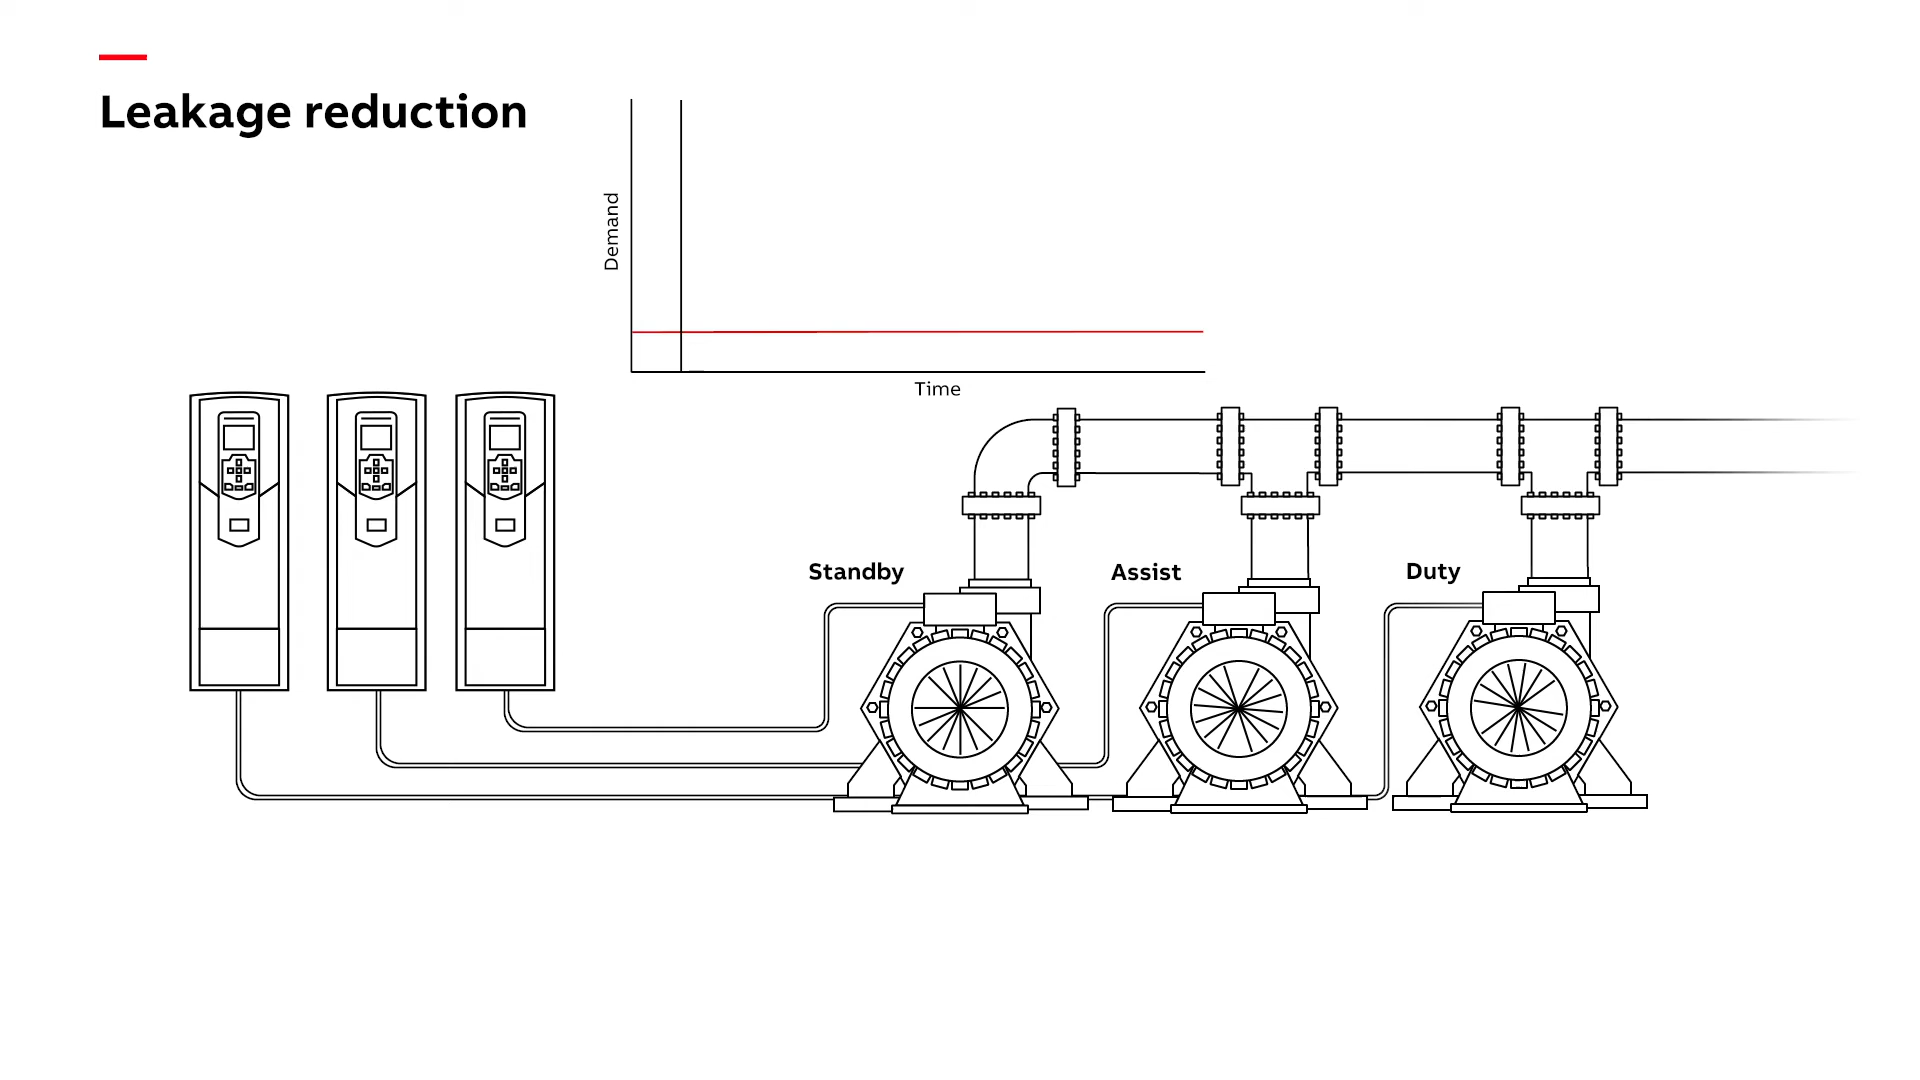 Leakage reduction
Demand
Time
Standby
Assist
Duty